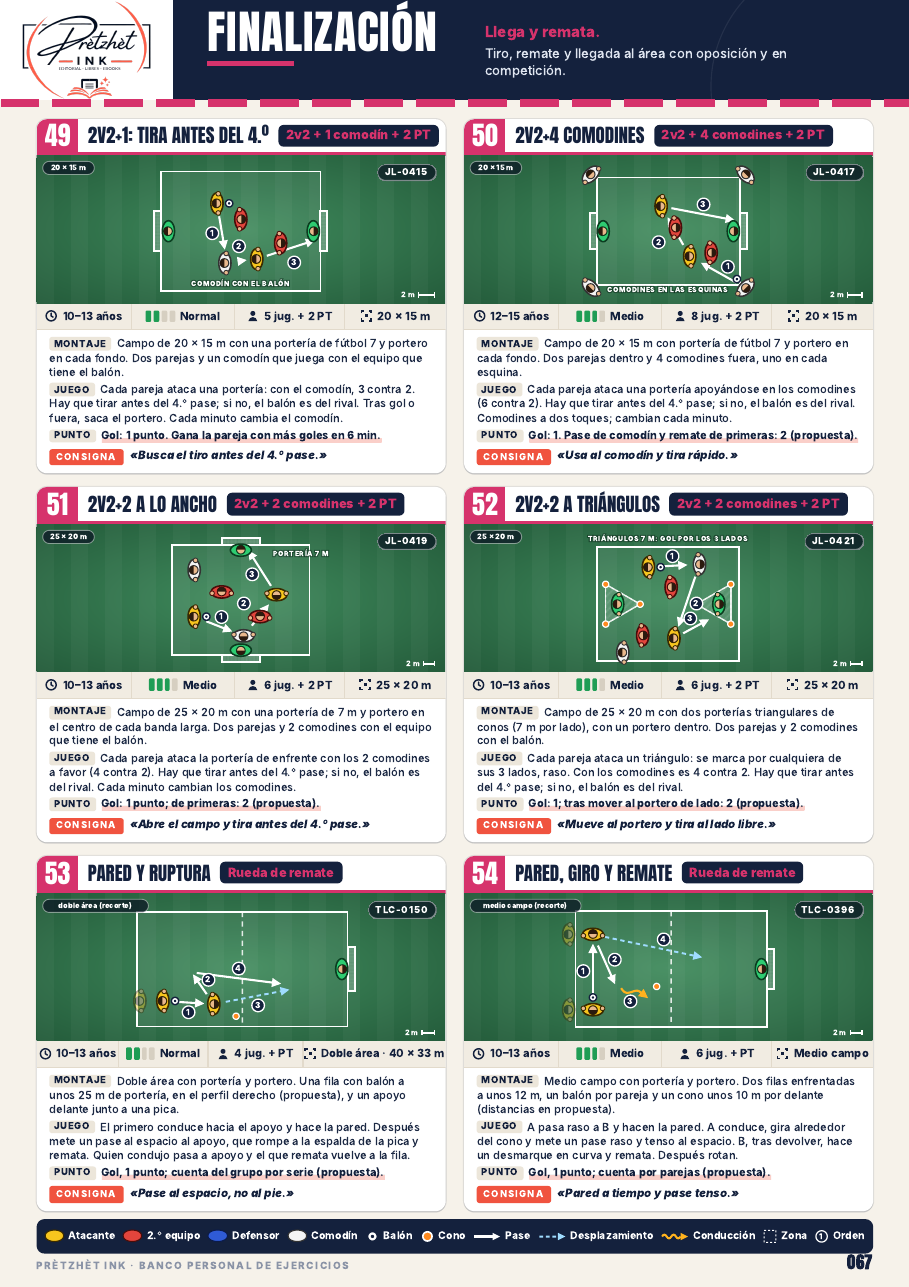 Prètzhèt
INK
EDITORIAL · LIBRES · EBOOKS
FINALIZACIÓN
Llega y remata.
Tiro, remate y llegada al área con oposición y en
competición.
49 2V2+1: TIRA ANTES DEL 4.º 2v2 + 1 comodín + 2 PT
20 × 15 m
JL-0415
1
2
3
COMODÍN CON EL BALÓN
2 m
10–13 años Normal 5 jug. + 2 PT 20 × 15 m
MONTAJE Campo de 20 × 15 m con una portería de fútbol 7 y portero
en cada fondo. Dos parejas y un comodín que juega con el equipo que
tiene el balón.
JUEGO Cada pareja ataca una portería: con el comodín, 3 contra 2.
Hay que tirar antes del 4.º pase; si no, el balón es del rival. Tras gol o
fuera, saca el portero. Cada minuto cambia el comodín.
PUNTO Gol: 1 punto. Gana la pareja con más goles en 6 min.
CONSIGNA «Busca el tiro antes del 4.º pase.»
50 2V2+4 COMODINES 2v2 + 4 comodines + 2 PT
20 × 15 m
JL-0417
3
2
1
COMODINES EN LAS ESQUINAS
2 m
12–15 años Medio 8 jug. + 2 PT 20 × 15 m
MONTAJE Campo de 20 × 15 m con una portería de fútbol 7 y portero en
cada fondo. Dos parejas dentro y 4 comodines fuera, uno en cada
esquina.
JUEGO Cada pareja ataca una portería apoyándose en los comodines
(6 contra 2). Hay que tirar antes del 4.º pase; si no, el balón es del rival.
Comodines a dos toques; cambian cada minuto.
PUNTO Gol: 1. Pase de comodín y remate de primeras: 2 (propuesta).
CONSIGNA «Usa al comodín y tira rápido.»
51 2V2+2 A LO ANCHO 2v2 + 2 comodines + 2 PT
25 × 20 m
JL-0419
PORTERÍA 7 M
3
2
1
2 m
10–13 años Medio 6 jug. + 2 PT 25 × 20 m
MONTAJE Campo de 25 × 20 m con una portería de 7 m y portero en
el centro de cada banda larga. Dos parejas y 2 comodines con el equipo
que tiene el balón.
JUEGO Cada pareja ataca la portería de enfrente con los 2 comodines
a favor (4 contra 2). Hay que tirar antes del 4.º pase; si no, el balón es
del rival. Cada minuto cambian los comodines.
PUNTO Gol: 1 punto; de primeras: 2 (propuesta).
CONSIGNA «Abre el campo y tira antes del 4.º pase.»
52 2V2+2 A TRIÁNGULOS 2v2 + 2 comodines + 2 PT
25 × 20 m
TRIÁNGULOS 7 M: GOL POR LOS 3 LADOS
JL-0421
1
2
3
2 m
10–13 años Medio 6 jug. + 2 PT 25 × 20 m
MONTAJE Campo de 25 × 20 m con dos porterías triangulares de
conos (7 m por lado), con un portero dentro. Dos parejas y 2 comodines
con el balón.
JUEGO Cada pareja ataca un triángulo: se marca por cualquiera de
sus 3 lados, raso. Con los comodines es 4 contra 2. Hay que tirar antes
del 4.º pase; si no, el balón es del rival.
PUNTO Gol: 1; tras mover al portero de lado: 2 (propuesta).
CONSIGNA «Mueve al portero y tira al lado libre.»
53 PARED Y RUPTURA Rueda de remate
doble área (recorte)
TLC-0150
4
2
3
1
2 m
10–13 años Normal 4 jug. + PT Doble área · 40 × 33 m
MONTAJE Doble área con portería y portero. Una fila con balón a
unos 25 m de portería, en el perfil derecho (propuesta), y un apoyo
delante junto a una pica.
JUEGO El primero conduce hacia el apoyo y hace la pared. Después
mete un pase al espacio al apoyo, que rompe a la espalda de la pica y
remata. Quien condujo pasa a apoyo y el que remata vuelve a la fila.
PUNTO Gol, 1 punto; cuenta del grupo por serie (propuesta).
CONSIGNA «Pase al espacio, no al pie.»
54 PARED, GIRO Y REMATE Rueda de remate
medio campo (recorte)
TLC-0396
4
2
1
3
2 m
10–13 años Medio 6 jug. + PT Medio campo
MONTAJE Medio campo con portería y portero. Dos filas enfrentadas
a unos 12 m, un balón por pareja y un cono unos 10 m por delante
(distancias en propuesta).
JUEGO A pasa raso a B y hacen la pared. A conduce, gira alrededor
del cono y mete un pase raso y tenso al espacio. B, tras devolver, hace
un desmarque en curva y remata. Después rotan.
PUNTO Gol, 1 punto; cuenta por parejas (propuesta).
CONSIGNA «Pared a tiempo y pase tenso.»
Atacante 2.º equipo Defensor Comodín Balón Cono Pase Desplazamiento Conducción Zona 1 Orden
PRÈTZHÈT INK · BANCO PERSONAL DE EJERCICIOS
067